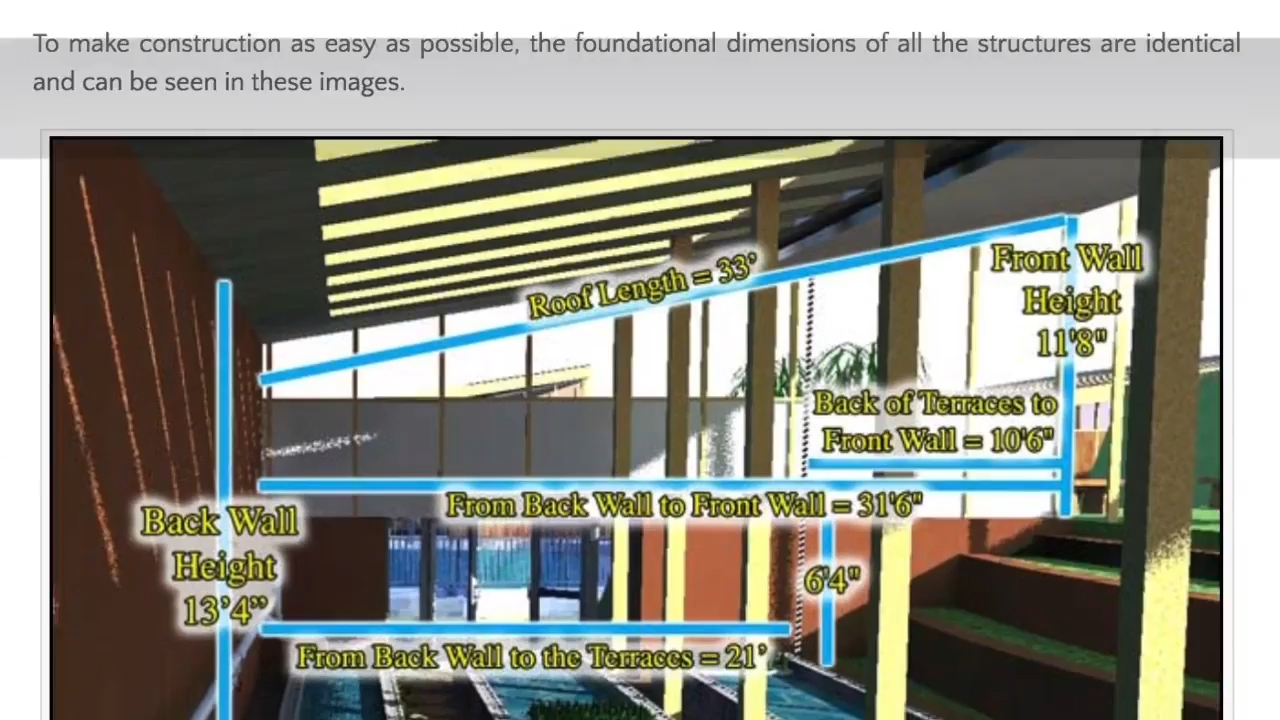 To make construction as easy as possible, the foundational dimensions of all the structures are identical
and can be seen in these images.
Roof Length = 33’
Front Wall
Height
11'8"
Back of Terraces to
Front Wall = 10'6"
From Back Wall to Front Wall = 31'6"
Back Wall
Height
13’4”
6'4"
From Back Wall to the Terraces = 21’